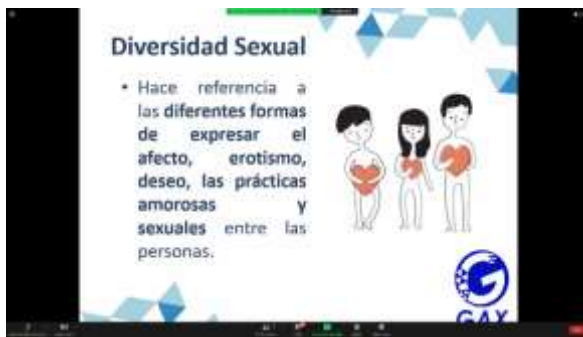 Diversidad Sexual
• Hace referencia a
las diferentes formas
de expresar el
afecto, erotismo,
deseo, las prácticas
amorosas y
sexuales entre las
personas.
GAX